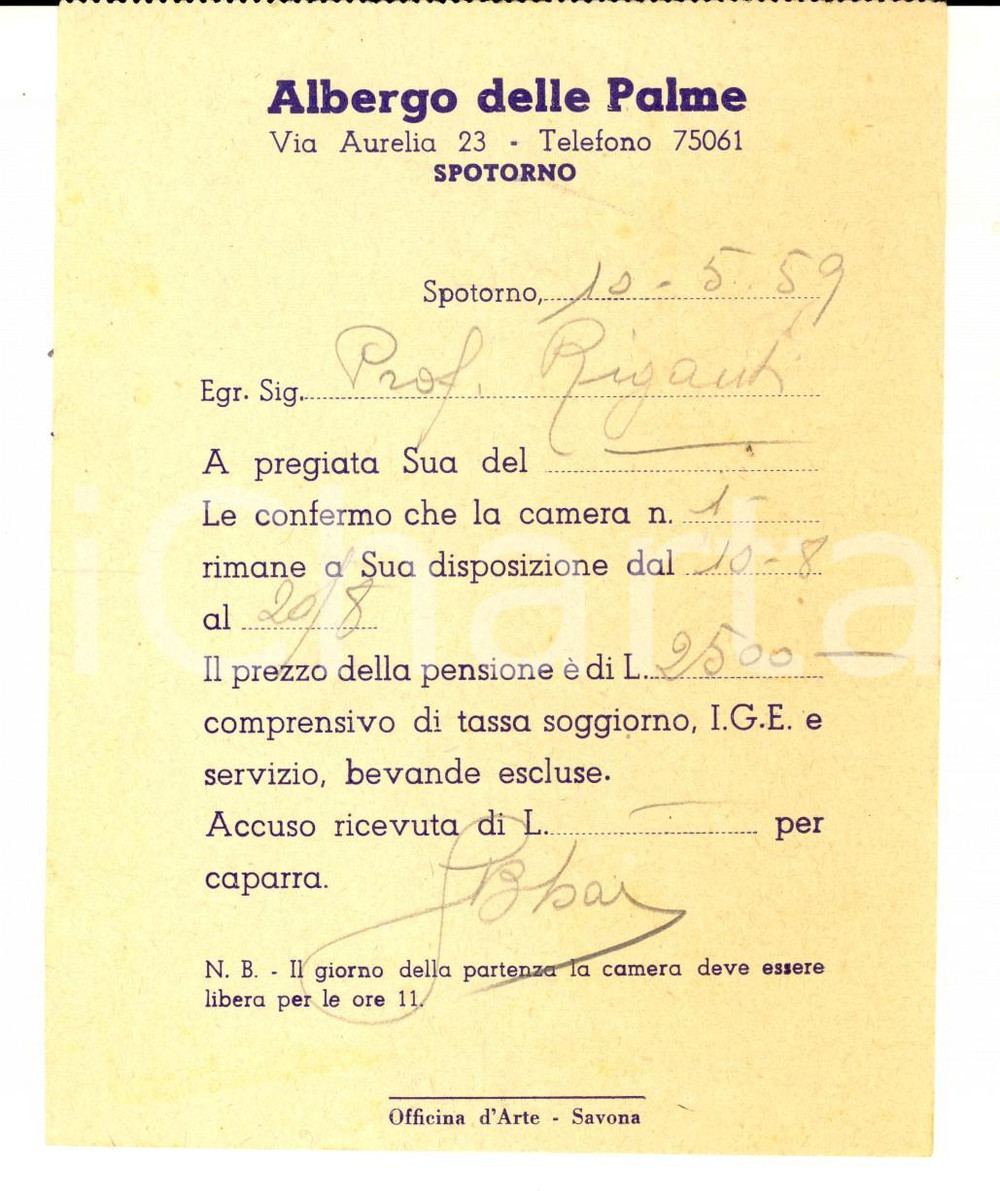 Albergo delle Palme
Via Aurelia 23 - Telefono 75061
SPOTORNO
Spotorno, 10 - 5. 59
Egr. Sig. Prof. Riganti
A pregiata Sua del
Le confermo che la camera n. 1
rimane a Sua disposizione dal 10-8
al 20/8
Il prezzo della pensione è di L. 2500
comprensivo di tassa soggiorno, I.G.E. e
servizio, bevande escluse.
Accuso ricevuta di L. per
caparra.
N. B. - Il giorno della partenza la camera deve essere
libera per le ore 11.
Officina d'Arte - Savona
iCharta